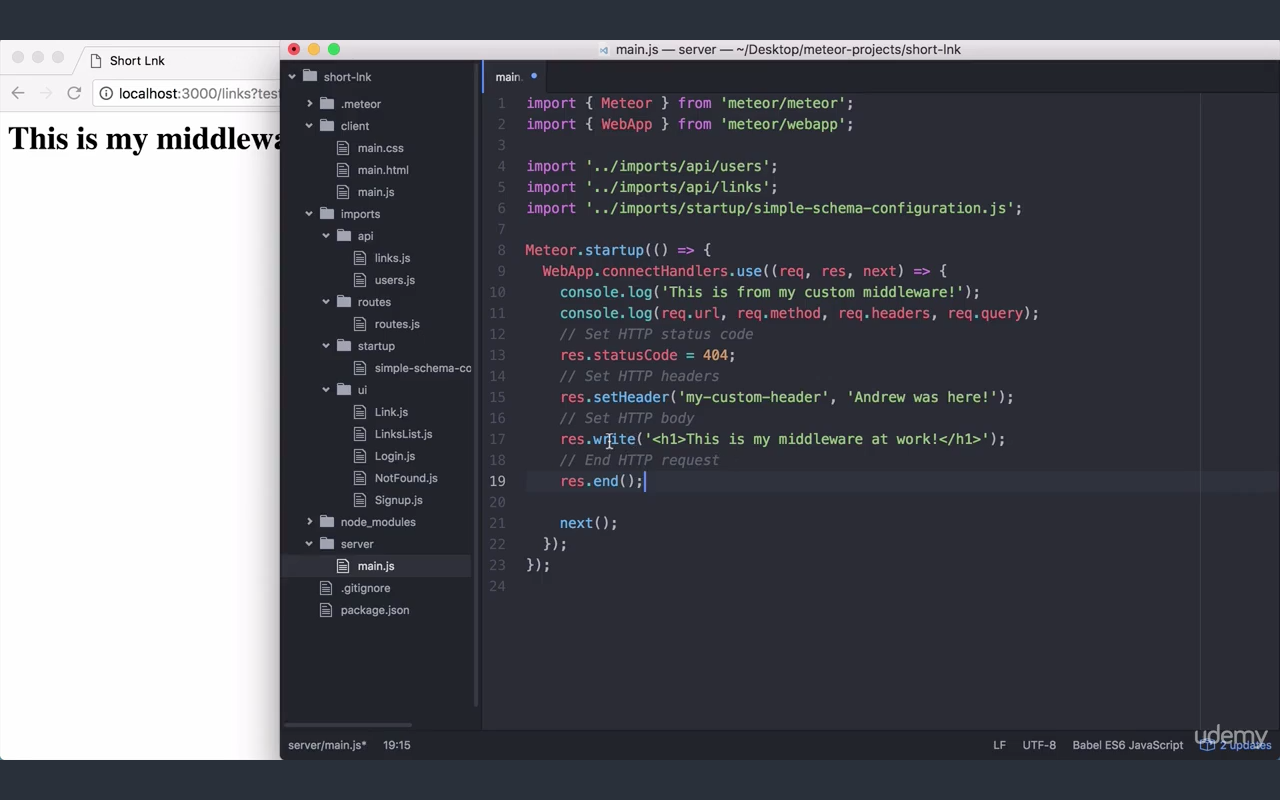 Short Lnk
localhost:3000/links?test
This is my middlewa
main.js — server — ~/Desktop/meteor-projects/short-lnk
short-lnk
.meteor
client
main.css
main.html
main.js
imports
api
links.js
users.js
routes
routes.js
startup
simple-schema-co
ui
Link.js
LinksList.js
Login.js
NotFound.js
Signup.js
node_modules
server
main.js
.gitignore
package.json
main.
1 import { Meteor } from 'meteor/meteor';
2 import { WebApp } from 'meteor/webapp';
3
4 import '../imports/api/users';
5 import '../imports/api/links';
6 import '../imports/startup/simple-schema-configuration.js';
7
8 Meteor.startup(() => {
9 WebApp.connectHandlers.use((req, res, next) => {
10 console.log('This is from my custom middleware!');
11 console.log(req.url, req.method, req.headers, req.query);
12 // Set HTTP status code
13 res.statusCode = 404;
14 // Set HTTP headers
15 res.setHeader('my-custom-header', 'Andrew was here!');
16 // Set HTTP body
17 res.write('<h1>This is my middleware at work!</h1>');
18 // End HTTP request
19 res.end();
20
21 next();
22 });
23 });
24
server/main.js* 19:15
LF UTF-8 Babel ES6 JavaScript 2 updates
udemy